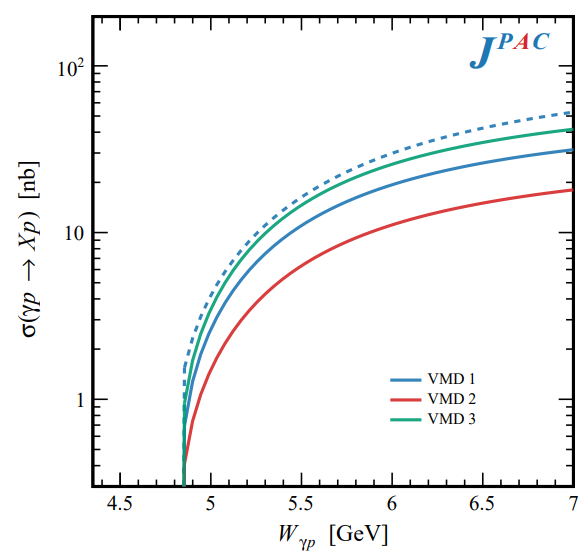 J^PAC
10²
10
1
σ(γp → Xp) [nb]
VMD 1
VMD 2
VMD 3
4.5 5 5.5 6 6.5 7
W_γp [GeV]